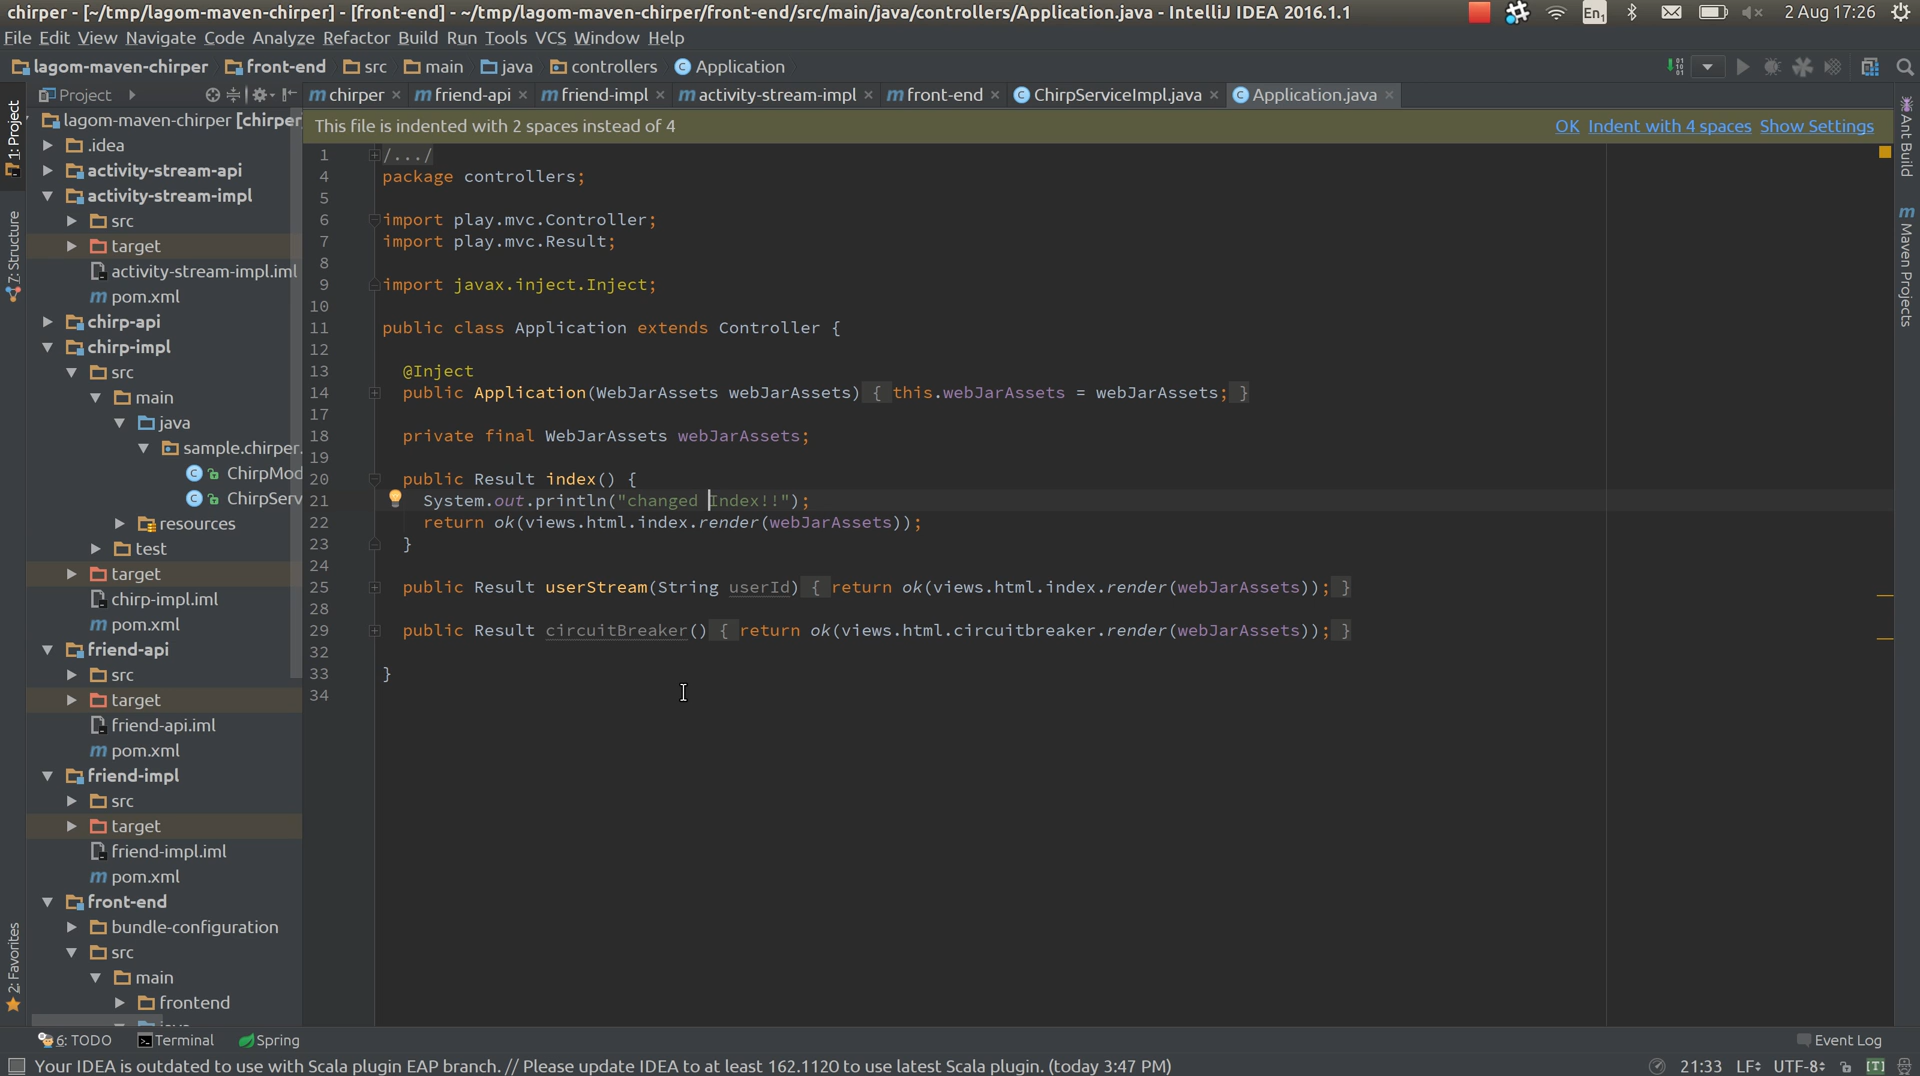 chirper - [~/tmp/lagom-maven-chirper] - [front-end] - ~/tmp/lagom-maven-chirper/front-end/src/main/java/controllers/Application.java - IntelliJ IDEA 2016.1.1
En1
2 Aug 17:26
File Edit View Navigate Code Analyze Refactor Build Run Tools VCS Window Help
lagom-maven-chirper front-end src main java controllers Application
Project
chirper × friend-api × friend-impl × activity-stream-impl × front-end × ChirpServiceImpl.java × Application.java ×
1: Project
7: Structure
2: Favorites
Ant Build
Maven Projects
lagom-maven-chirper [chirper
.idea
activity-stream-api
activity-stream-impl
src
target
activity-stream-impl.iml
pom.xml
chirp-api
chirp-impl
src
main
java
sample.chirper.
ChirpMod
ChirpServ
resources
test
target
chirp-impl.iml
pom.xml
friend-api
src
target
friend-api.iml
pom.xml
friend-impl
src
target
friend-impl.iml
pom.xml
front-end
bundle-configuration
src
main
frontend
java
This file is indented with 2 spaces instead of 4
OK Indent with 4 spaces Show Settings
1 /.../
4 package controllers;
5
6 import play.mvc.Controller;
7 import play.mvc.Result;
8
9 import javax.inject.Inject;
10
11 public class Application extends Controller {
12
13 @Inject
14 public Application(WebJarAssets webJarAssets) { this.webJarAssets = webJarAssets; }
17
18 private final WebJarAssets webJarAssets;
19
20 public Result index() {
21 System.out.println("changed Index!!");
22 return ok(views.html.index.render(webJarAssets));
23 }
24
25 public Result userStream(String userId) { return ok(views.html.index.render(webJarAssets)); }
28
29 public Result circuitBreaker() { return ok(views.html.circuitbreaker.render(webJarAssets)); }
32
33 }
34
6: TODO Terminal Spring
Event Log
Your IDEA is outdated to use with Scala plugin EAP branch. // Please update IDEA to at least 162.1120 to use latest Scala plugin. (today 3:47 PM)
21:33 LF UTF-8 [T]